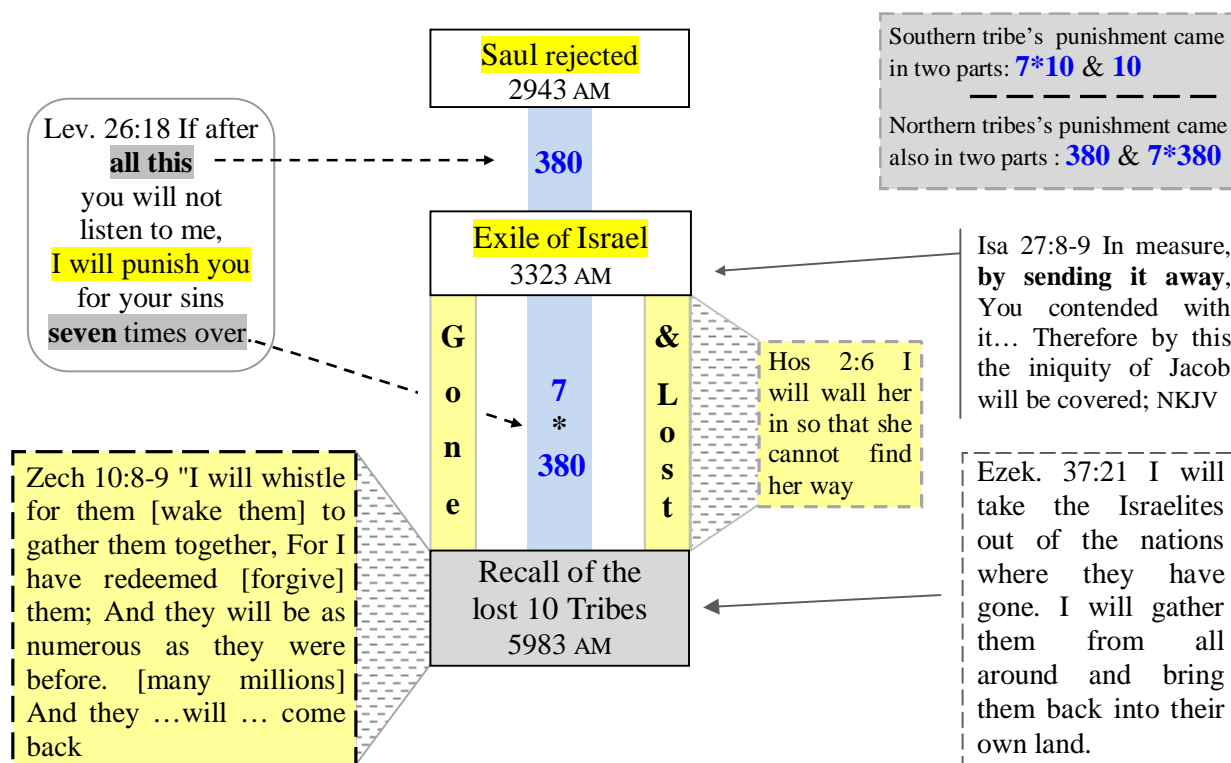 Saul rejected
2943 AM
Southern tribe's punishment came
in two parts: 7*10 & 10
Northern tribes's punishment came
also in two parts : 380 & 7*380
Lev. 26:18 If after
all this
you will not
listen to me,
I will punish you
for your sins
seven times over.
380
Exile of Israel
3323 AM
Isa 27:8-9 In measure,
by sending it away,
You contended with
it… Therefore by this
the iniquity of Jacob
will be covered; NKJV
G
o
n
e
7
*
380
&
L
o
s
t
Hos 2:6 I
will wall her
in so that she
cannot find
her way
Zech 10:8-9 "I will whistle
for them [wake them] to
gather them together, For I
have redeemed [forgive]
them; And they will be as
numerous as they were
before. [many millions]
And they …will … come
back
Recall of the
lost 10 Tribes
5983 AM
Ezek. 37:21 I will
take the Israelites
out of the nations
where they have
gone. I will gather
them from all
around and bring
them back into their
own land.